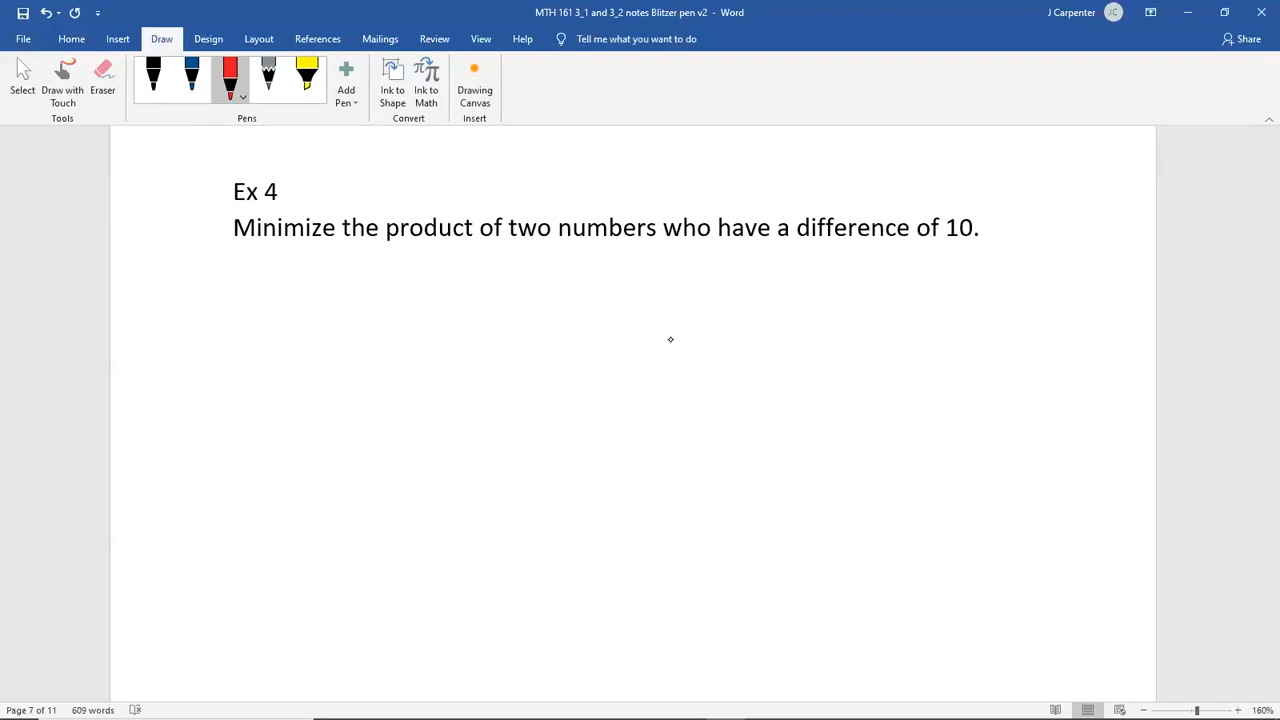 MTH 161 3_1 and 3_2 notes Blitzer pen v2 - Word
J Carpenter JC
File Home Insert Draw Design Layout References Mailings Review View Help Tell me what you want to do Share
Select
Draw with Touch
Eraser
Add Pen
Ink to Shape
Ink to Math
Drawing Canvas
Tools Pens Convert Insert
Ex 4
Minimize the product of two numbers who have a difference of 10.
Page 7 of 11 609 words 160%